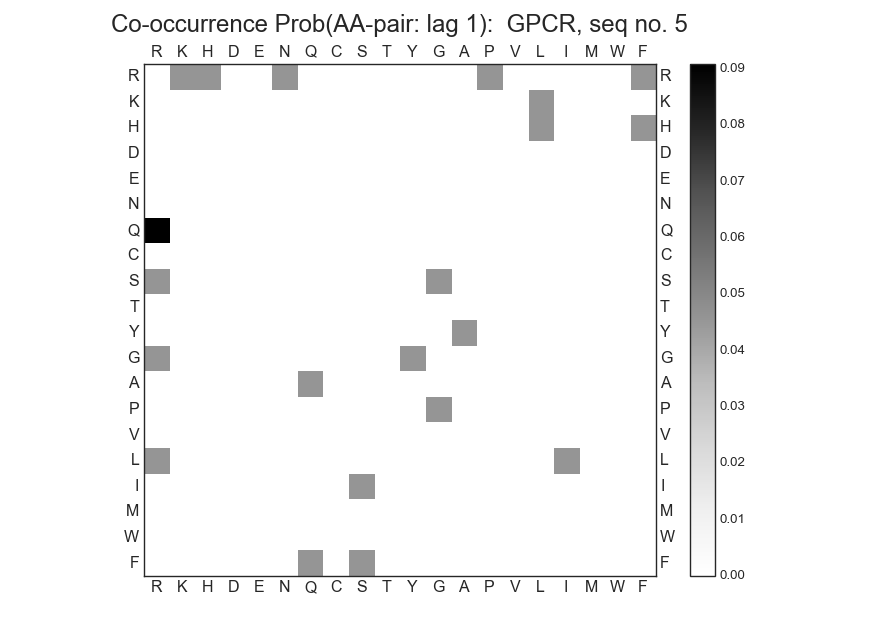 Co-occurrence Prob(AA-pair: lag 1):  GPCR, seq no. 5
R K H D E N Q C S T Y G A P V L I M W F
R R 0.09
K K
H H 0.08
D D
E E 0.07
N N
Q Q 0.06
C C
S S 0.05
T T
Y Y 0.04
G G
A A
P P 0.03
V V
L L 0.02
I I
M M 0.01
W W
F F 0.00
R K H D E N Q C S T Y G A P V L I M W F